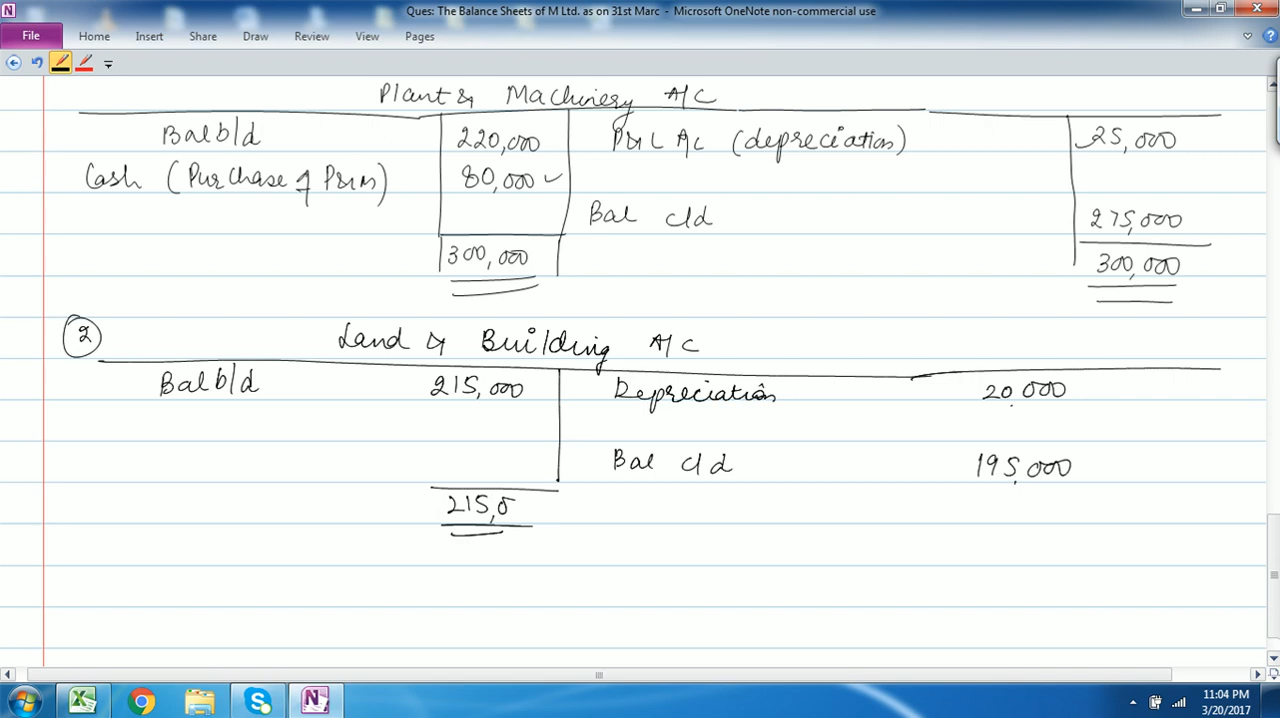 Ques: The Balance Sheets of M Ltd. as on 31st Marc - Microsoft OneNote non-commercial use
File Home Insert Share Draw Review View Pages
Plant & Machinery A/C
Bal b/d 220,000 P&L A/C (depreciation) 25,000
Cash (Purchase of P&M) 80,000
Bal c/d 275,000
300,000 300,000
2 Land & Building A/C
Bal b/d 215,000 Depreciation 20,000
Bal c/d 195,000
215,0
11:04 PM
3/20/2017